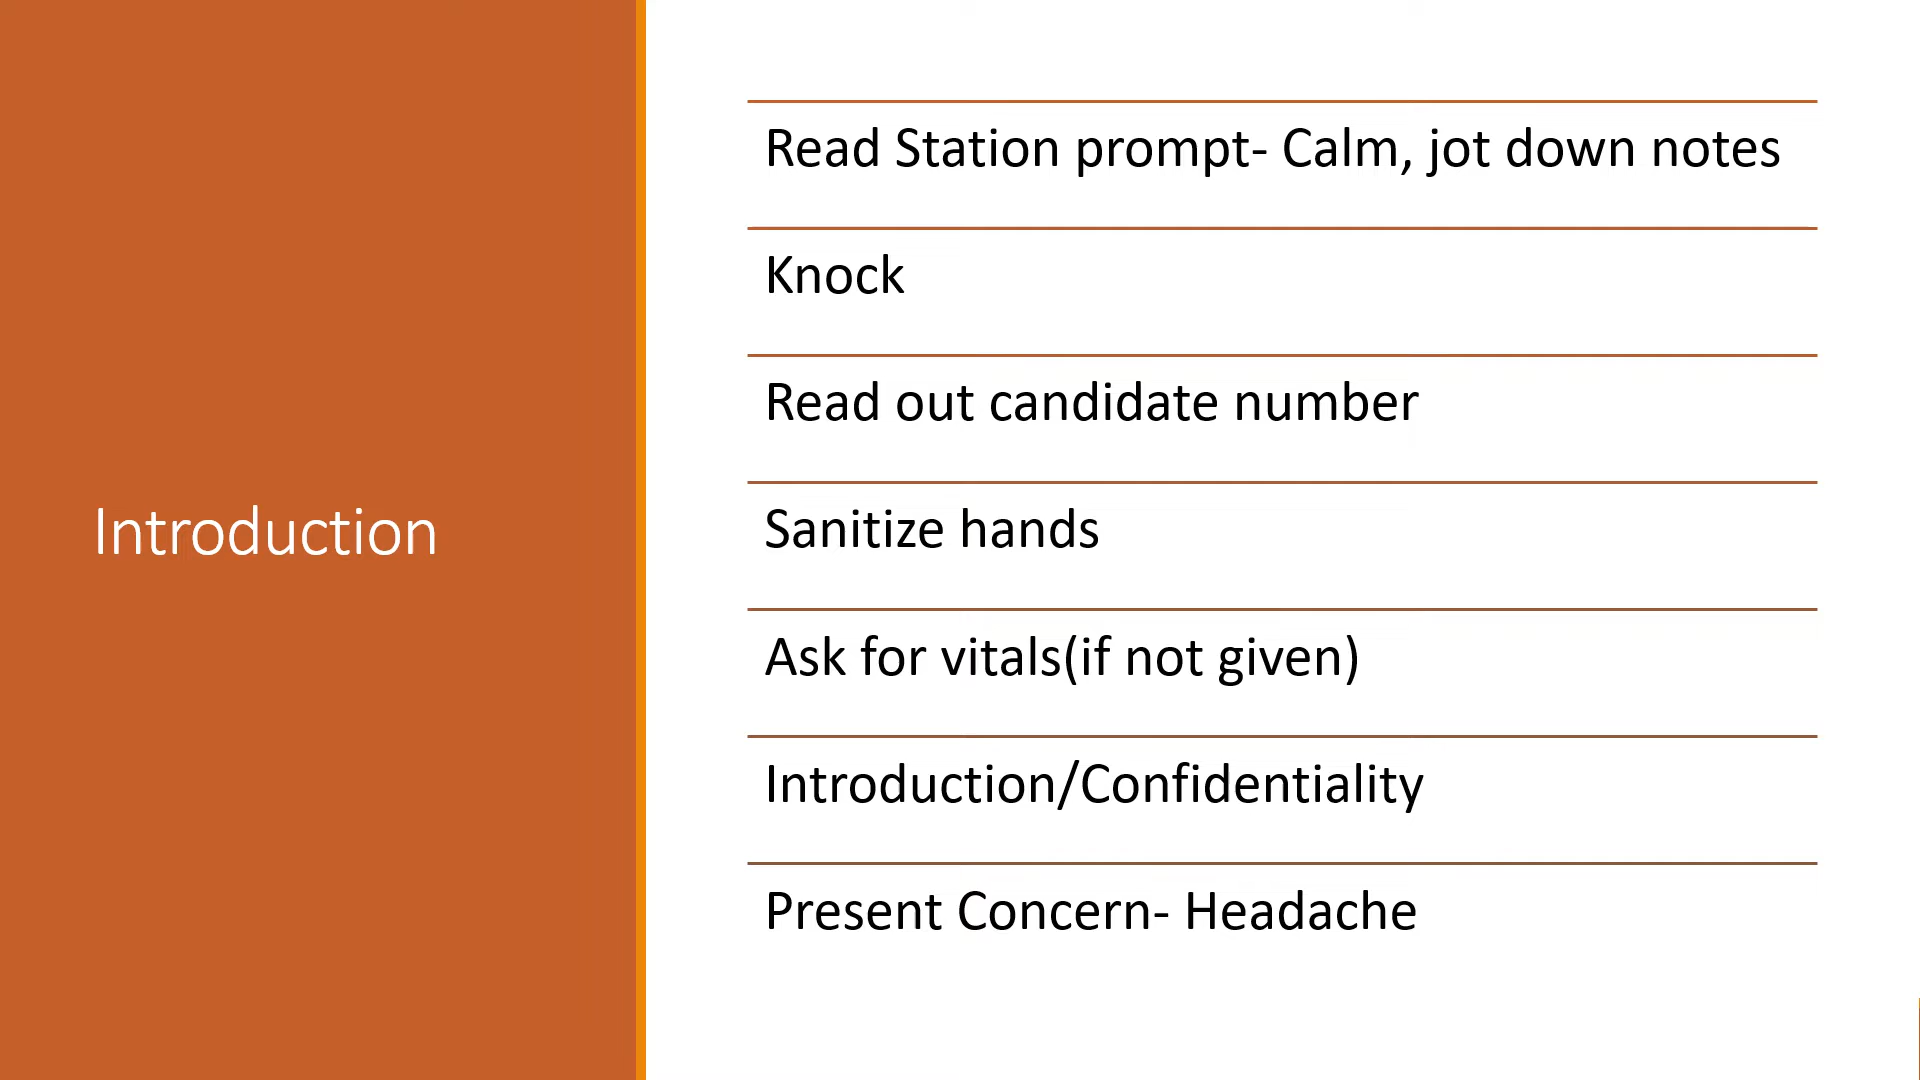 Introduction
Read Station prompt- Calm, jot down notes
Knock
Read out candidate number
Sanitize hands
Ask for vitals(if not given)
Introduction/Confidentiality
Present Concern- Headache